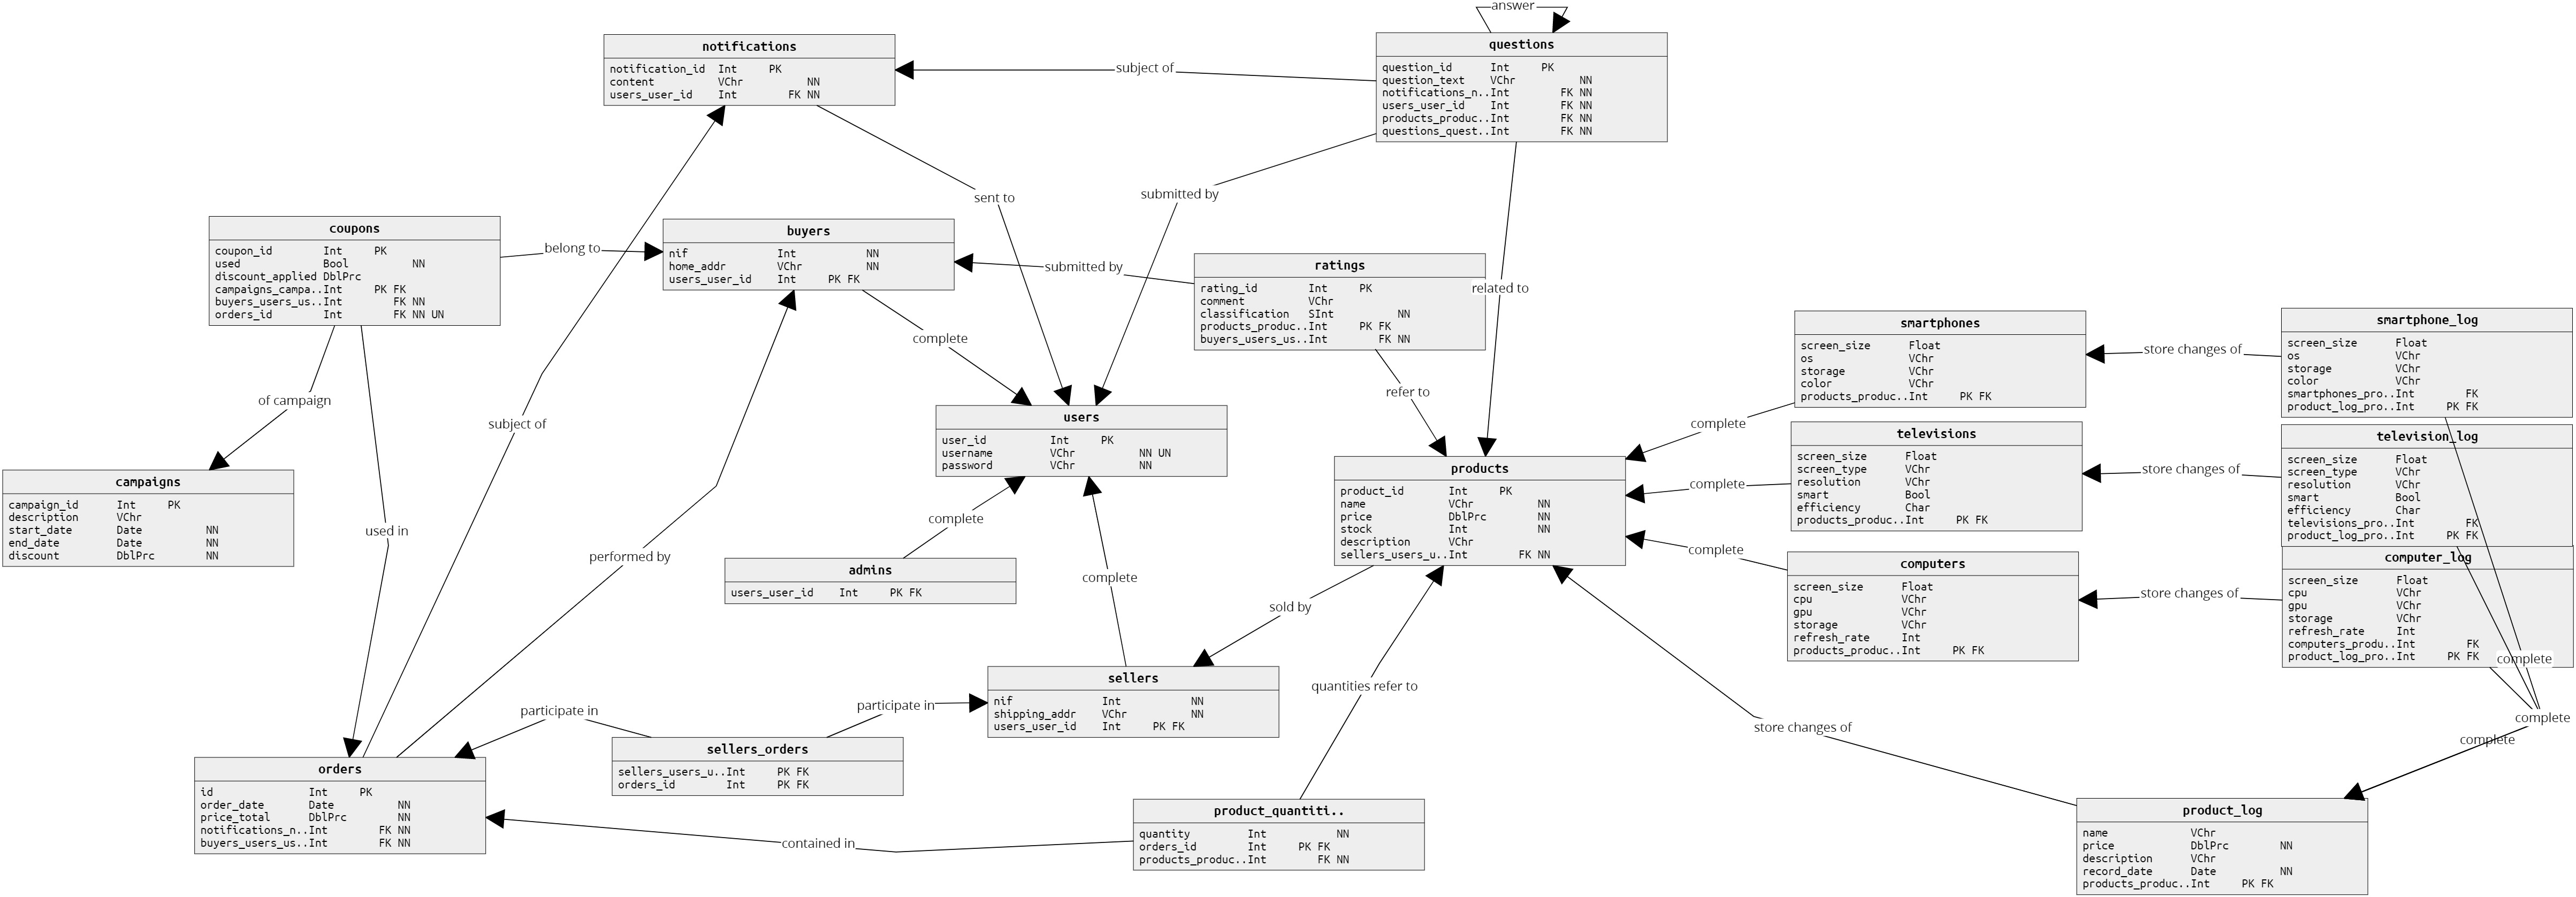 answer
notifications
notification_id Int PK
content VChr NN
users_user_id Int FK NN
subject of
questions
question_id Int PK
question_text VChr NN
notifications_n..Int FK NN
users_user_id Int FK NN
products_produc..Int FK NN
questions_quest..Int FK NN
sent to
submitted by
related to
coupons
coupon_id Int PK
used Bool NN
discount_applied DblPrc
campaigns_campa..Int PK FK
buyers_users_us..Int FK NN
orders_id Int FK NN UN
belong to
buyers
nif Int NN
home_addr VChr NN
users_user_id Int PK FK
submitted by
ratings
rating_id Int PK
comment VChr
classification SInt NN
products_produc..Int PK FK
buyers_users_us..Int FK NN
complete
refer to
smartphones
screen_size Float
os VChr
storage VChr
color VChr
products_produc..Int PK FK
store changes of
smartphone_log
screen_size Float
os VChr
storage VChr
color VChr
smartphones_pro..Int FK
product_log_pro..Int PK FK
of campaign
subject of
users
user_id Int PK
username VChr NN UN
password VChr NN
complete
televisions
screen_size Float
screen_type VChr
resolution VChr
smart Bool
efficiency Char
products_produc..Int PK FK
store changes of
television_log
screen_size Float
screen_type VChr
resolution VChr
smart Bool
efficiency Char
televisions_pro..Int FK
product_log_pro..Int PK FK
campaigns
campaign_id Int PK
description VChr
start_date Date NN
end_date Date NN
discount DblPrc NN
used in
performed by
complete
complete
products
product_id Int PK
name VChr NN
price DblPrc NN
stock Int NN
description VChr
sellers_users_u..Int FK NN
complete
complete
computers
screen_size Float
cpu VChr
gpu VChr
storage VChr
refresh_rate Int
products_produc..Int PK FK
store changes of
computer_log
screen_size Float
cpu VChr
gpu VChr
storage VChr
refresh_rate Int
computers_produ..Int FK
product_log_pro..Int PK FK
admins
users_user_id Int PK FK
sold by
complete
quantities refer to
sellers
nif Int NN
shipping_addr VChr NN
users_user_id Int PK FK
participate in
participate in
store changes of
complete
complete
sellers_orders
sellers_users_u..Int PK FK
orders_id Int PK FK
orders
id Int PK
order_date Date NN
price_total DblPrc NN
notifications_n..Int FK NN
buyers_users_us..Int FK NN
contained in
product_quantiti..
quantity Int NN
orders_id Int PK FK
products_produc..Int FK NN
product_log
name VChr
price DblPrc NN
description VChr
record_date Date NN
products_produc..Int PK FK